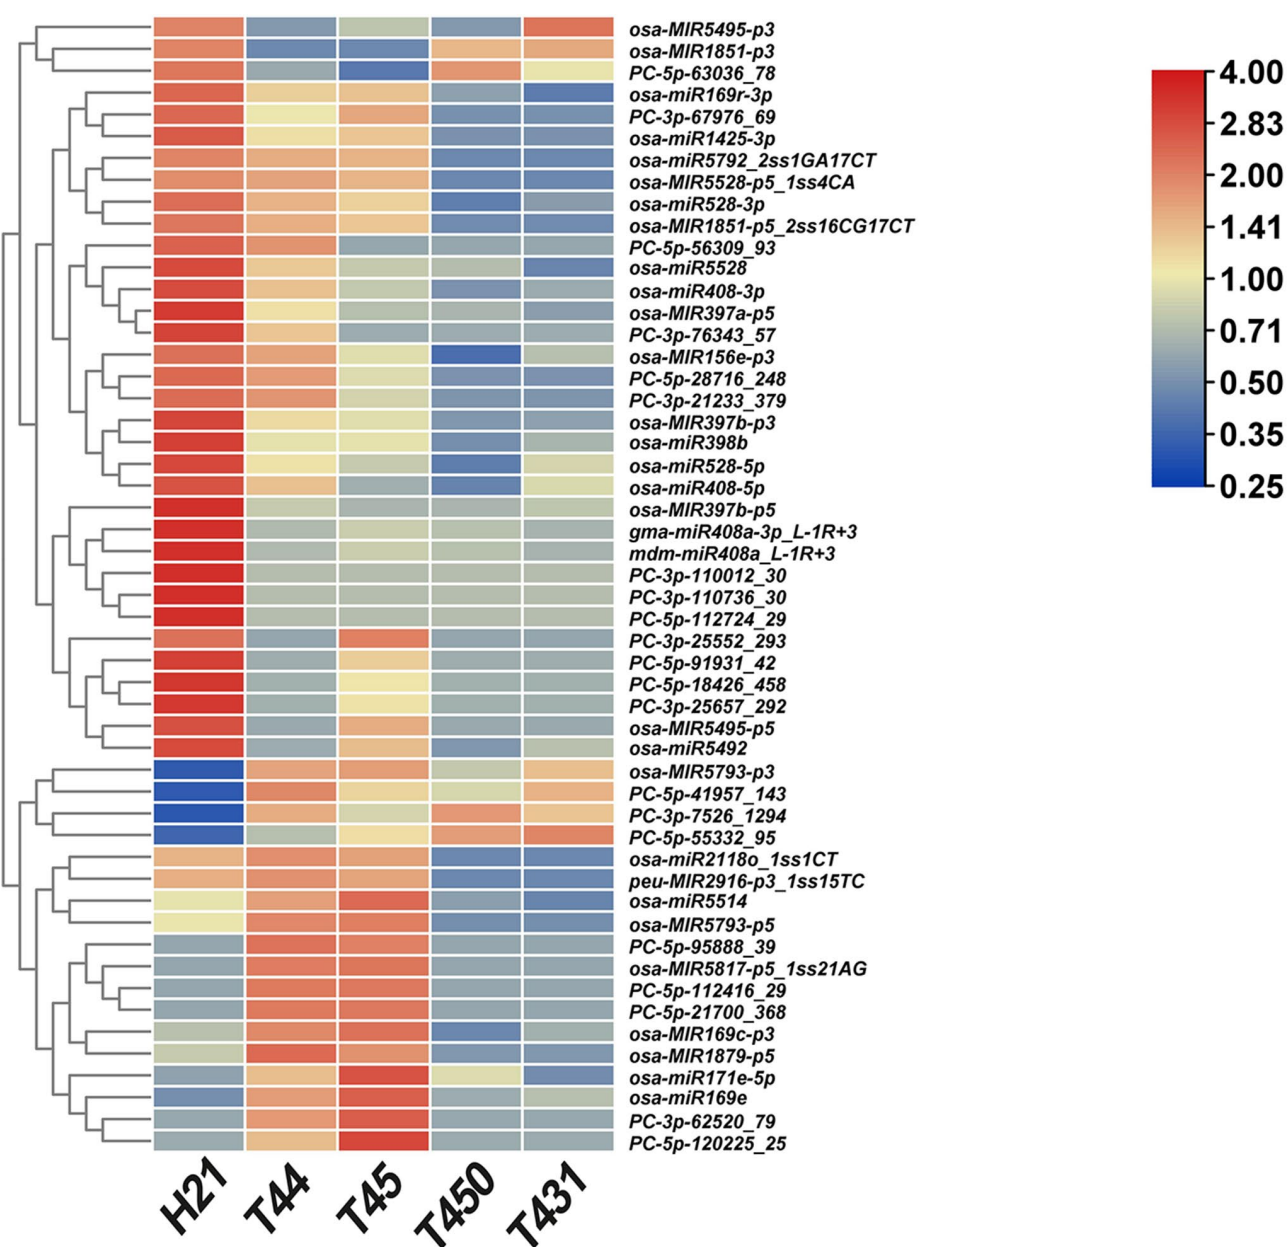 osa-MIR5495-p3
osa-MIR1851-p3
PC-5p-63036_78
osa-miR169r-3p
PC-3p-67976_69
osa-miR1425-3p
osa-miR5792_2ss1GA17CT
osa-MIR5528-p5_1ss4CA
osa-miR528-3p
osa-MIR1851-p5_2ss16CG17CT
PC-5p-56309_93
osa-miR5528
osa-miR408-3p
osa-MIR397a-p5
PC-3p-76343_57
osa-MIR156e-p3
PC-5p-28716_248
PC-3p-21233_379
osa-MIR397b-p3
osa-miR398b
osa-miR528-5p
osa-miR408-5p
osa-MIR397b-p5
gma-miR408a-3p_L-1R+3
mdm-miR408a_L-1R+3
PC-3p-110012_30
PC-3p-110736_30
PC-5p-112724_29
PC-3p-25552_293
PC-5p-91931_42
PC-5p-18426_458
PC-3p-25657_292
osa-MIR5495-p5
osa-miR5492
osa-MIR5793-p3
PC-5p-41957_143
PC-3p-7526_1294
PC-5p-55332_95
osa-miR2118o_1ss1CT
peu-MIR2916-p3_1ss15TC
osa-miR5514
osa-MIR5793-p5
PC-5p-95888_39
osa-MIR5817-p5_1ss21AG
PC-5p-112416_29
PC-5p-21700_368
osa-MIR169c-p3
osa-MIR1879-p5
osa-miR171e-5p
osa-miR169e
PC-3p-62520_79
PC-5p-120225_25
H21 T44 T45 T450 T431
4.00
2.83
2.00
1.41
1.00
0.71
0.50
0.35
0.25